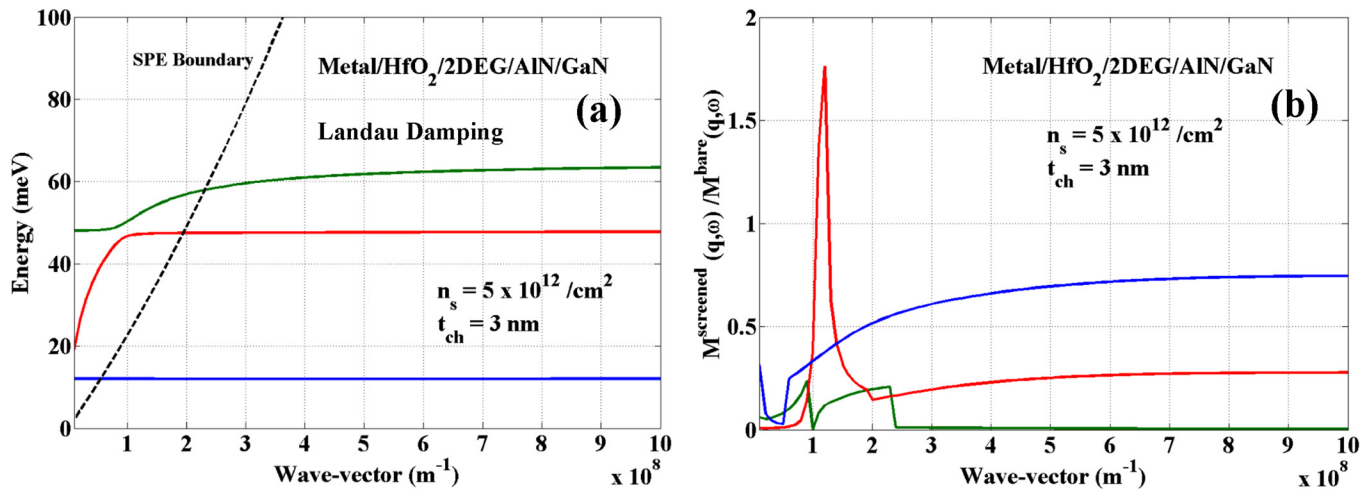 100
80
60
40
20
0
Energy (meV)
SPE Boundary
Metal/HfO2/2DEG/AlN/GaN
(a)
Landau Damping
ns = 5 x 10^12 /cm^2
tch = 3 nm
1 2 3 4 5 6 7 8 9 10
Wave-vector (m^-1)
x 10^8
2
1.5
1
0.5
0
M^screened (q,ω) /M^bare(q,ω)
Metal/HfO2/2DEG/AlN/GaN
(b)
ns = 5 x 10^12 /cm^2
tch = 3 nm
1 2 3 4 5 6 7 8 9 10
Wave-vector (m^-1)
x 10^8